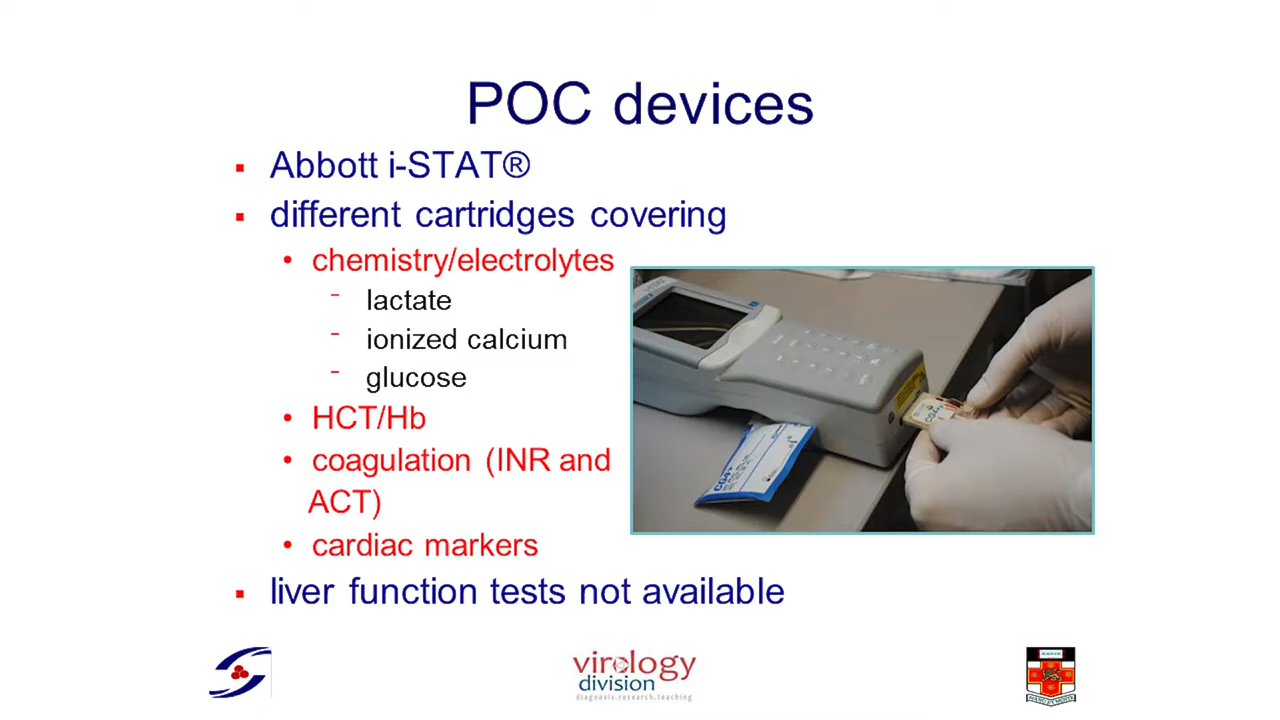 POC devices
▪ Abbott i-STAT®
▪ different cartridges covering
• chemistry/electrolytes
- lactate
- ionized calcium
- glucose
• HCT/Hb
• coagulation (INR and
ACT)
• cardiac markers
▪ liver function tests not available
CG4+
virology
division
diagnosis.research.teaching